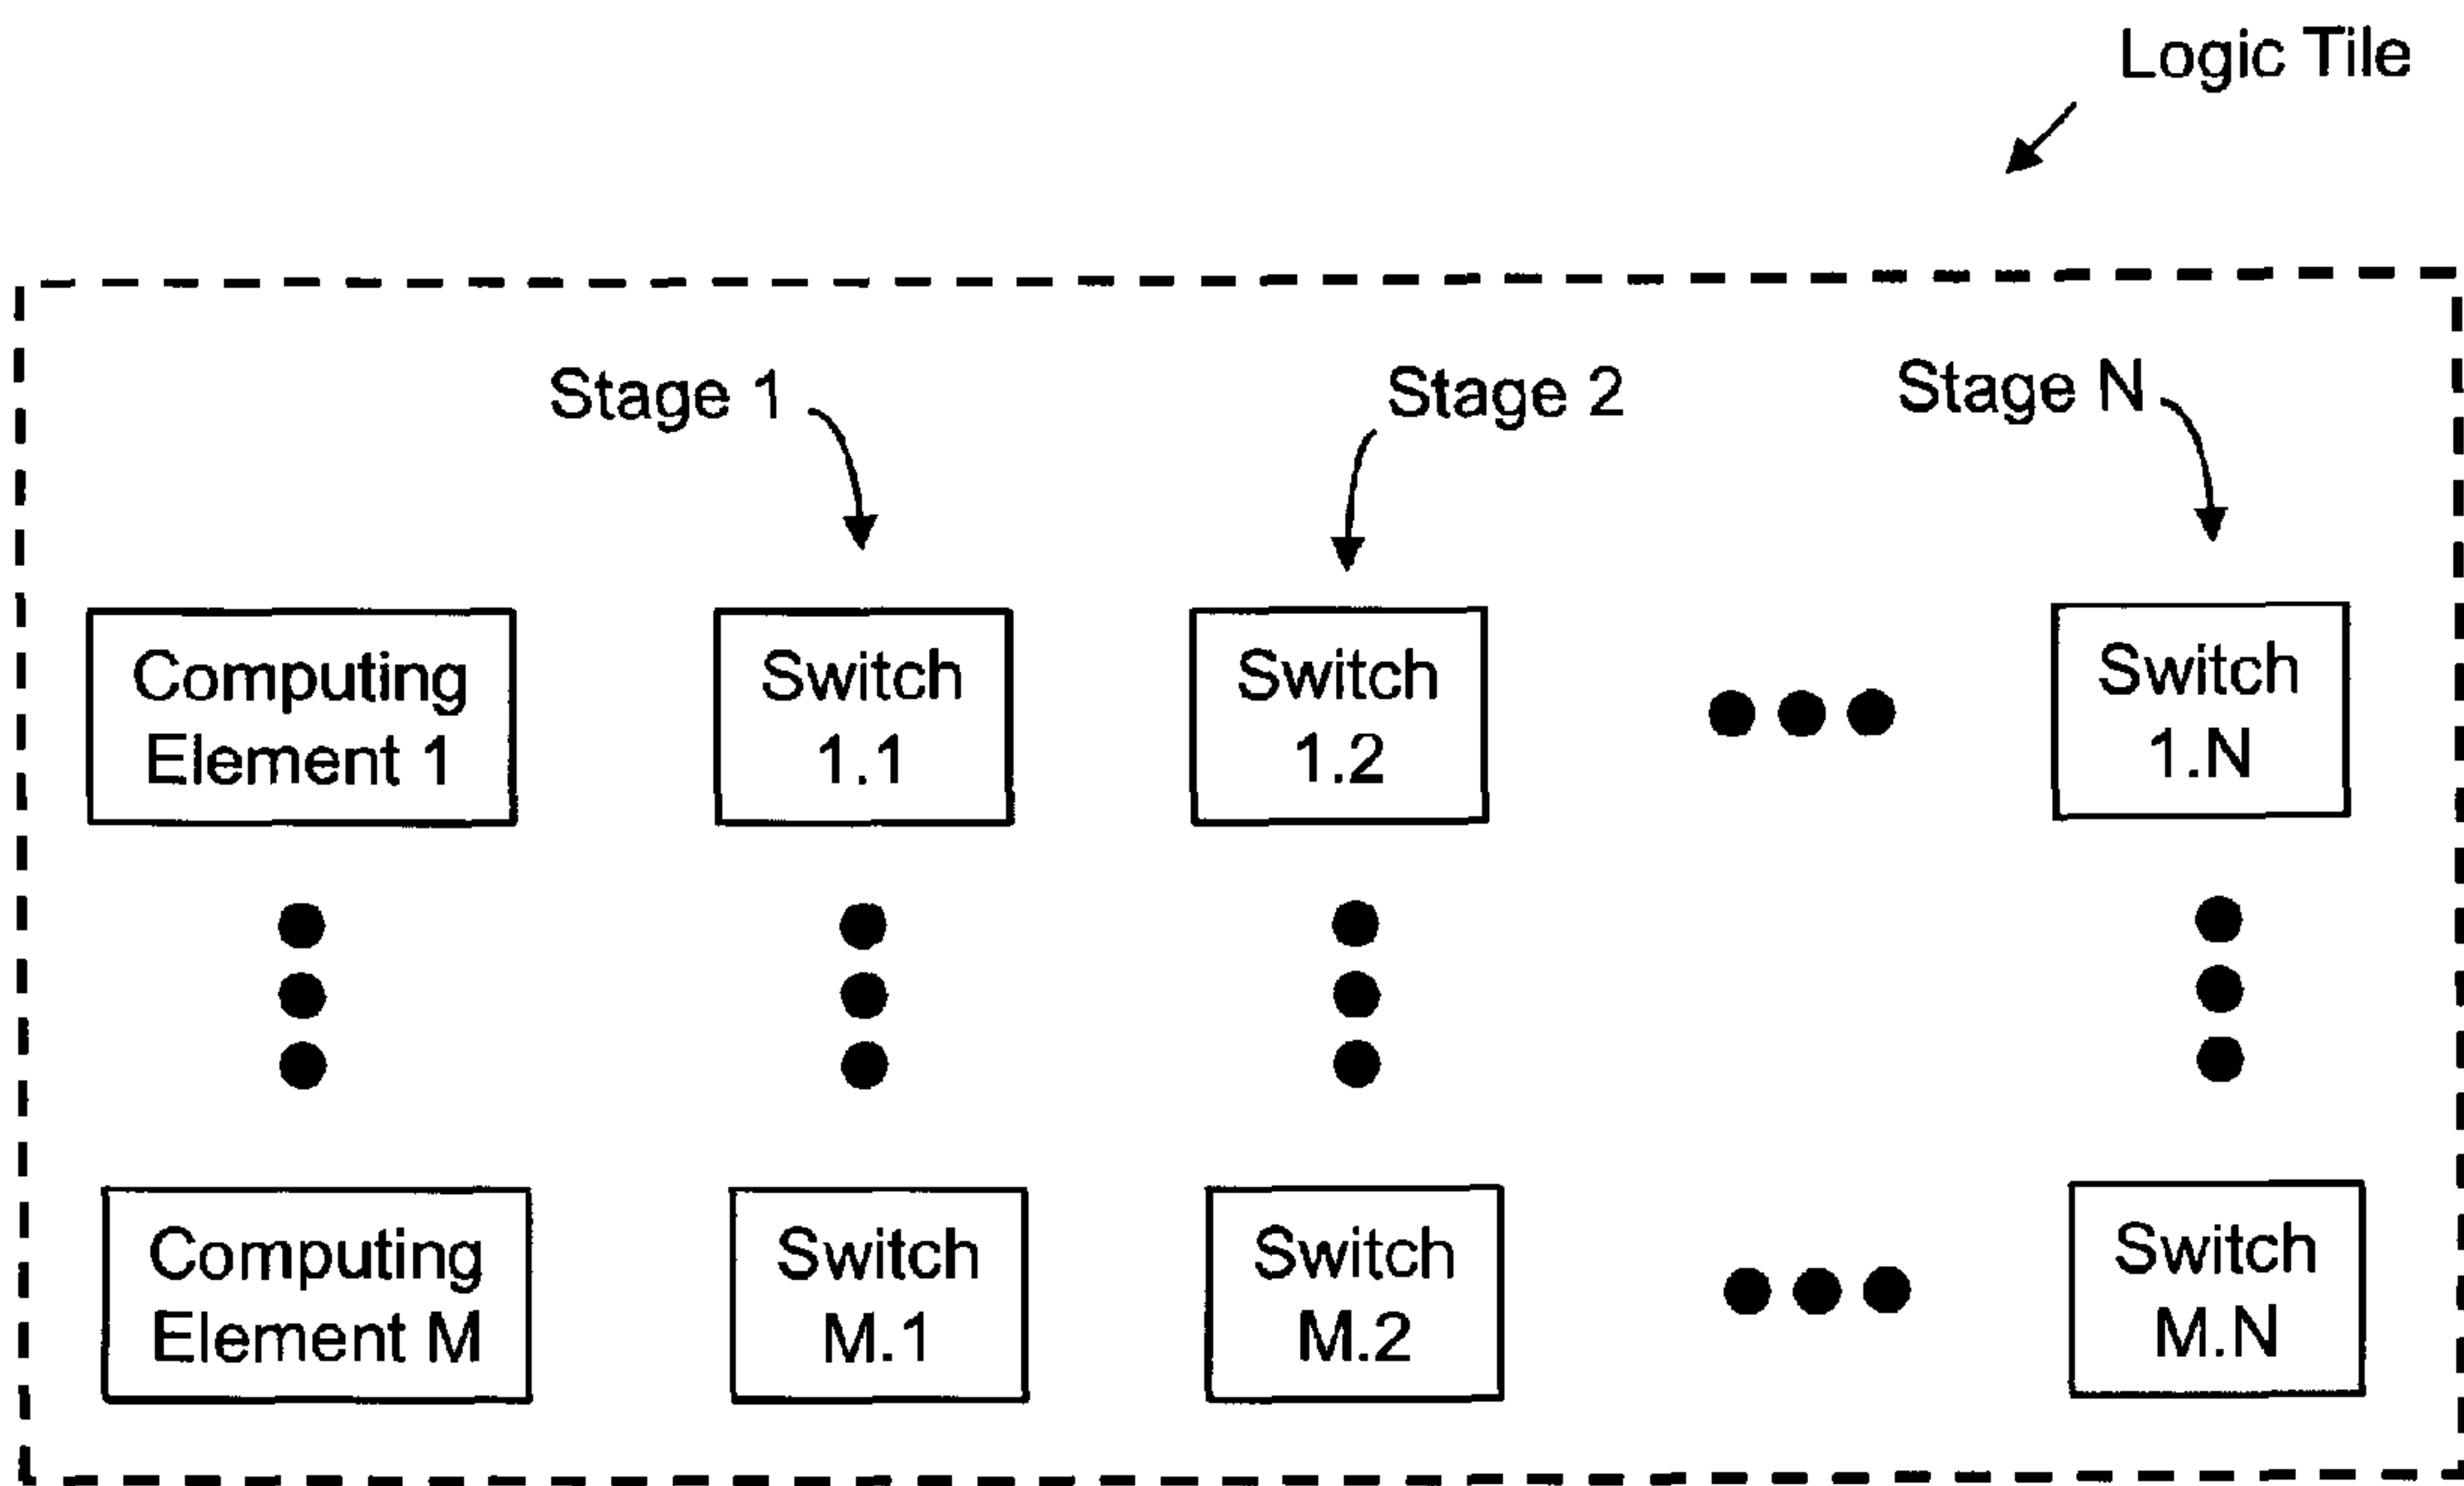 Logic Tile
Stage 1
Stage 2
Stage N
Computing
Element 1
Switch
1.1
Switch
1.2
Switch
1.N
Computing
Element M
Switch
M.1
Switch
M.2
Switch
M.N